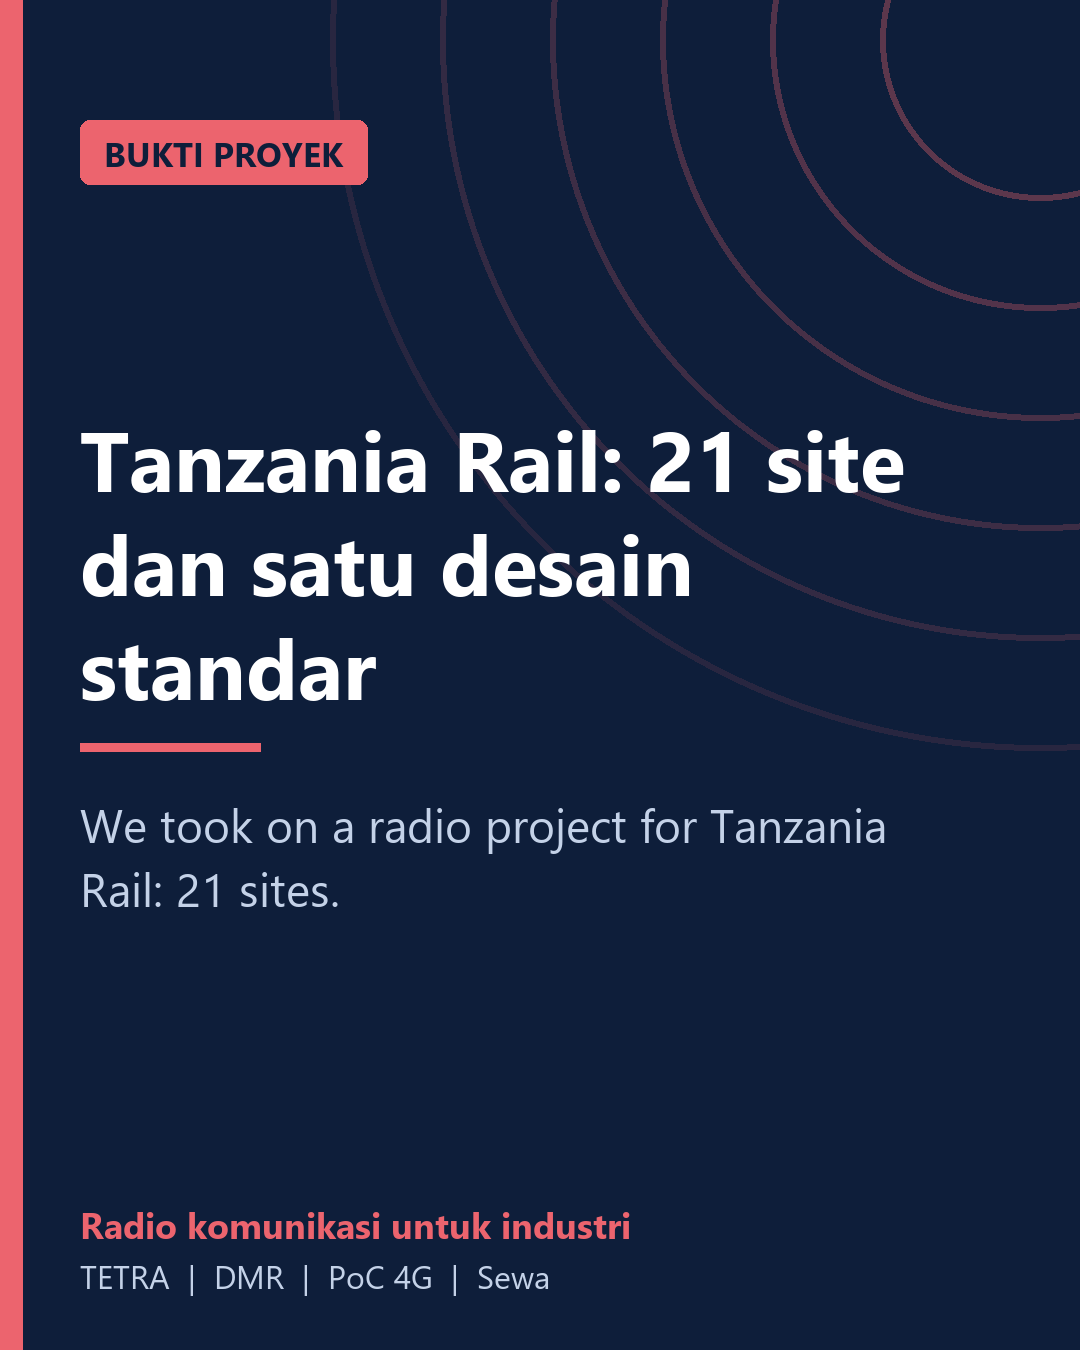 BUKTI PROYEK
Tanzania Rail: 21 site
dan satu desain
standar
We took on a radio project for Tanzania
Rail: 21 sites.
Radio komunikasi untuk industri
TETRA | DMR | PoC 4G | Sewa